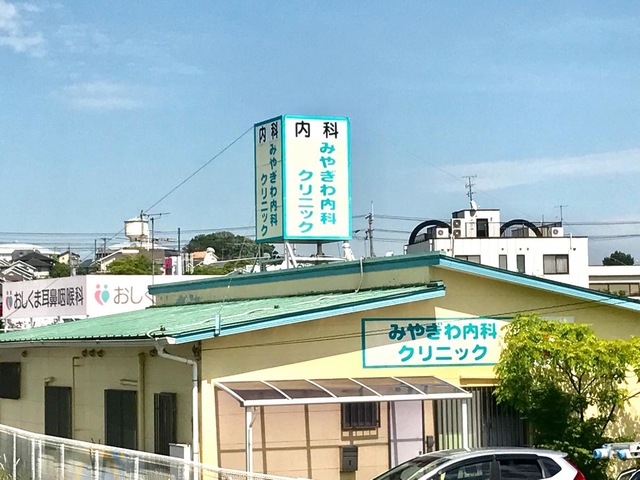 内科
みやぎわ内科
クリニック
内科
みやぎわ内科
クリニック
おしくま耳鼻咽喉科
おし
みやぎわ内科
クリニック